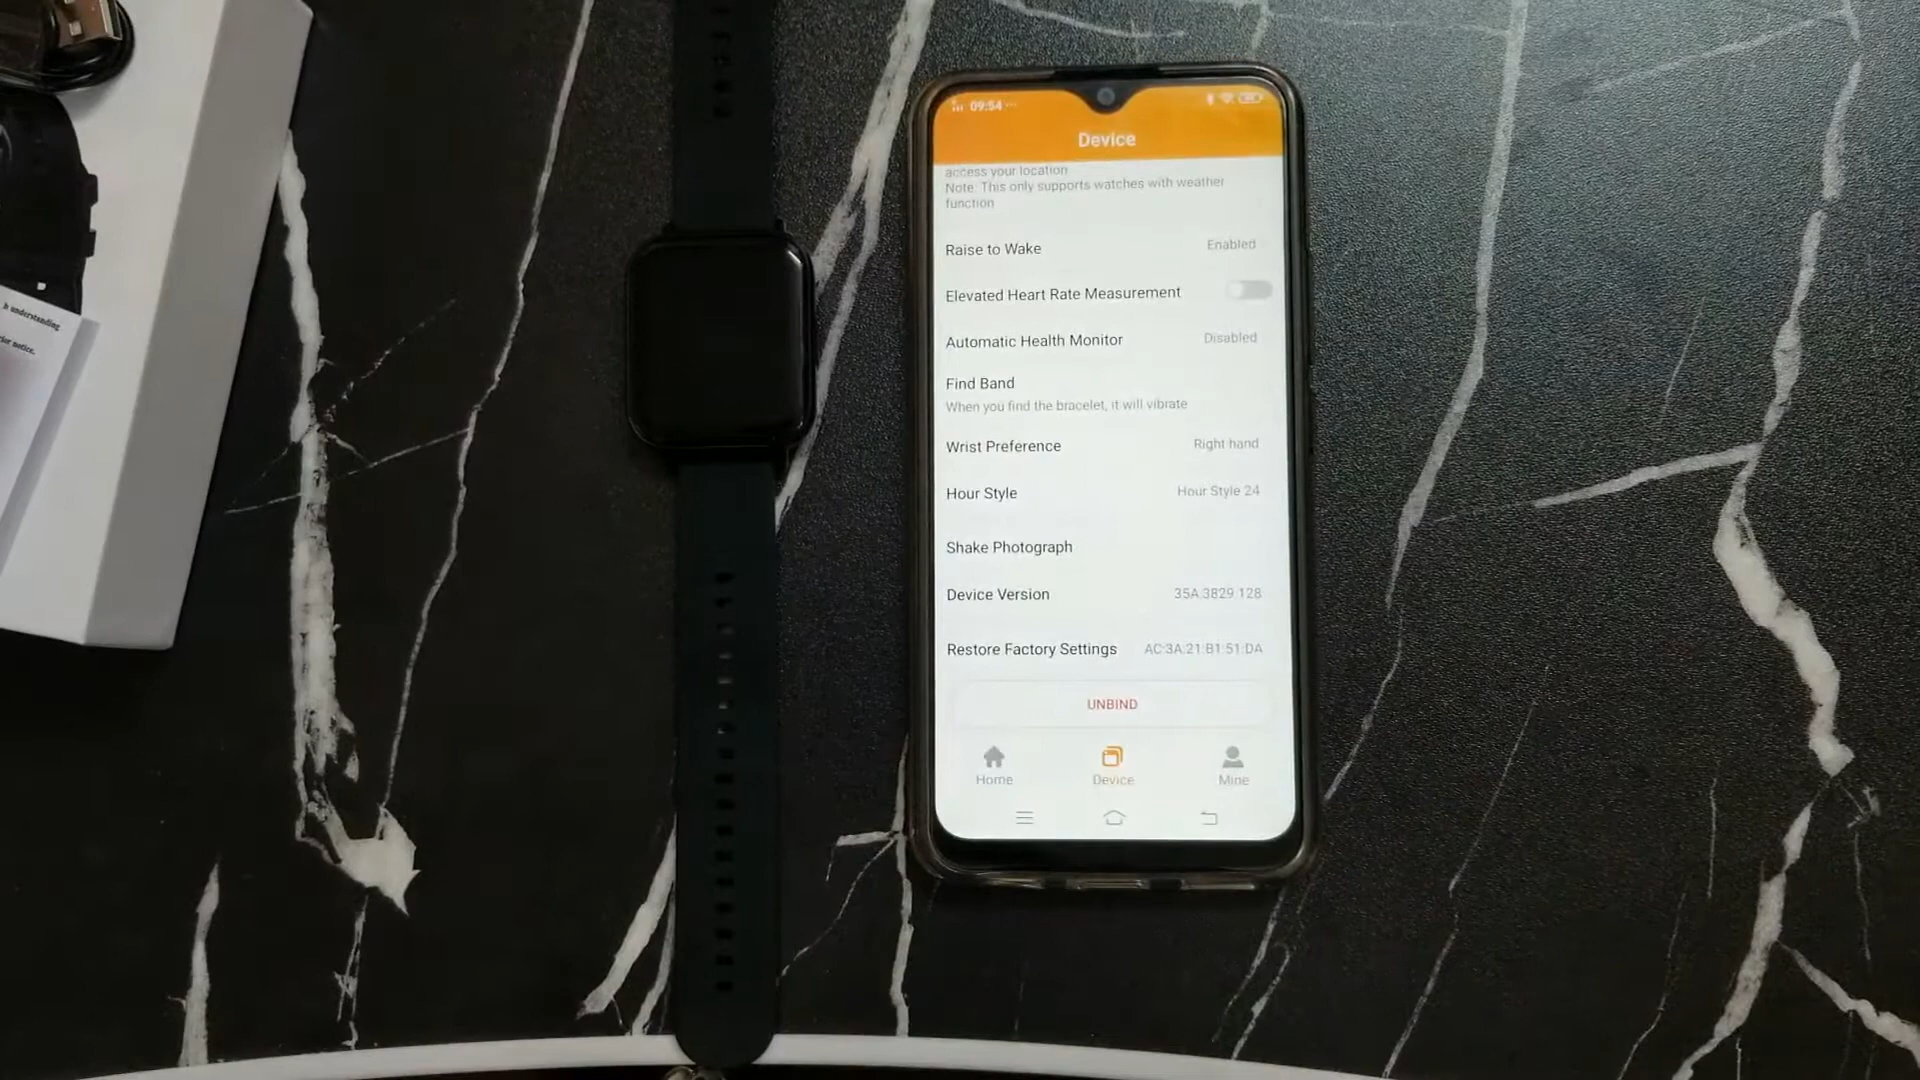 09:54
Device
access your location
Note: This only supports watches with weather
function
Raise to Wake Enabled
Elevated Heart Rate Measurement
Automatic Health Monitor Disabled
Find Band
When you find the bracelet, it will vibrate
Wrist Preference Right hand
Hour Style Hour Style 24
Shake Photograph
Device Version 35A.3829.128
Restore Factory Settings AC:3A:21:B1:51:DA
UNBIND
Home Device Mine
understanding.
notice.